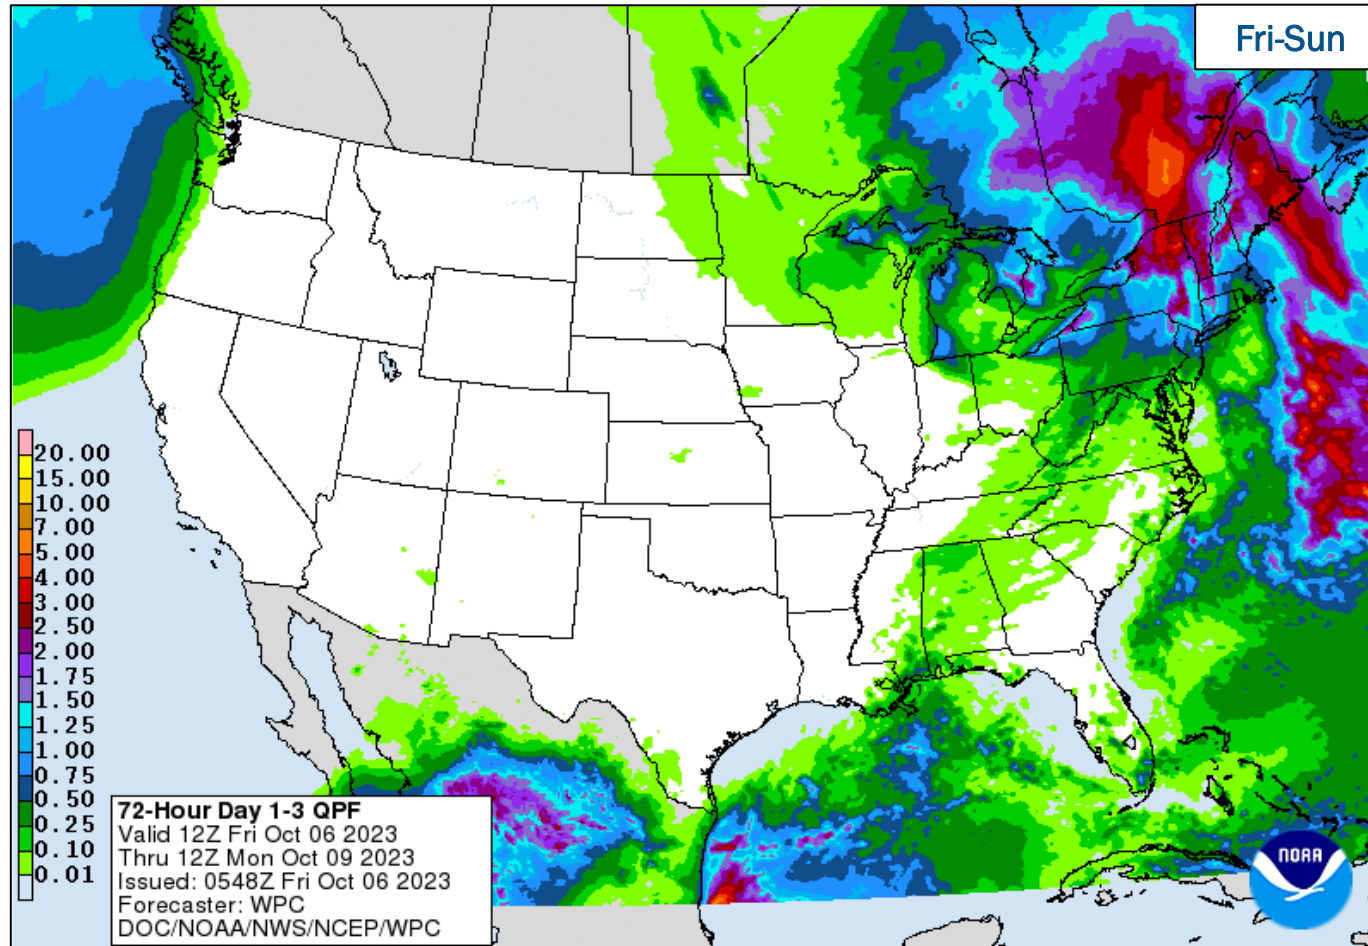 Fri-Sun
20.00
15.00
10.00
7.00
5.00
4.00
3.00
2.50
2.00
1.75
1.50
1.25
1.00
0.75
0.50
0.25
0.10
0.01
72-Hour Day 1-3 QPF
Valid 12Z Fri Oct 06 2023
Thru 12Z Mon Oct 09 2023
Issued: 0548Z Fri Oct 06 2023
Forecaster: WPC
DOC/NOAA/NWS/NCEP/WPC
NOAA